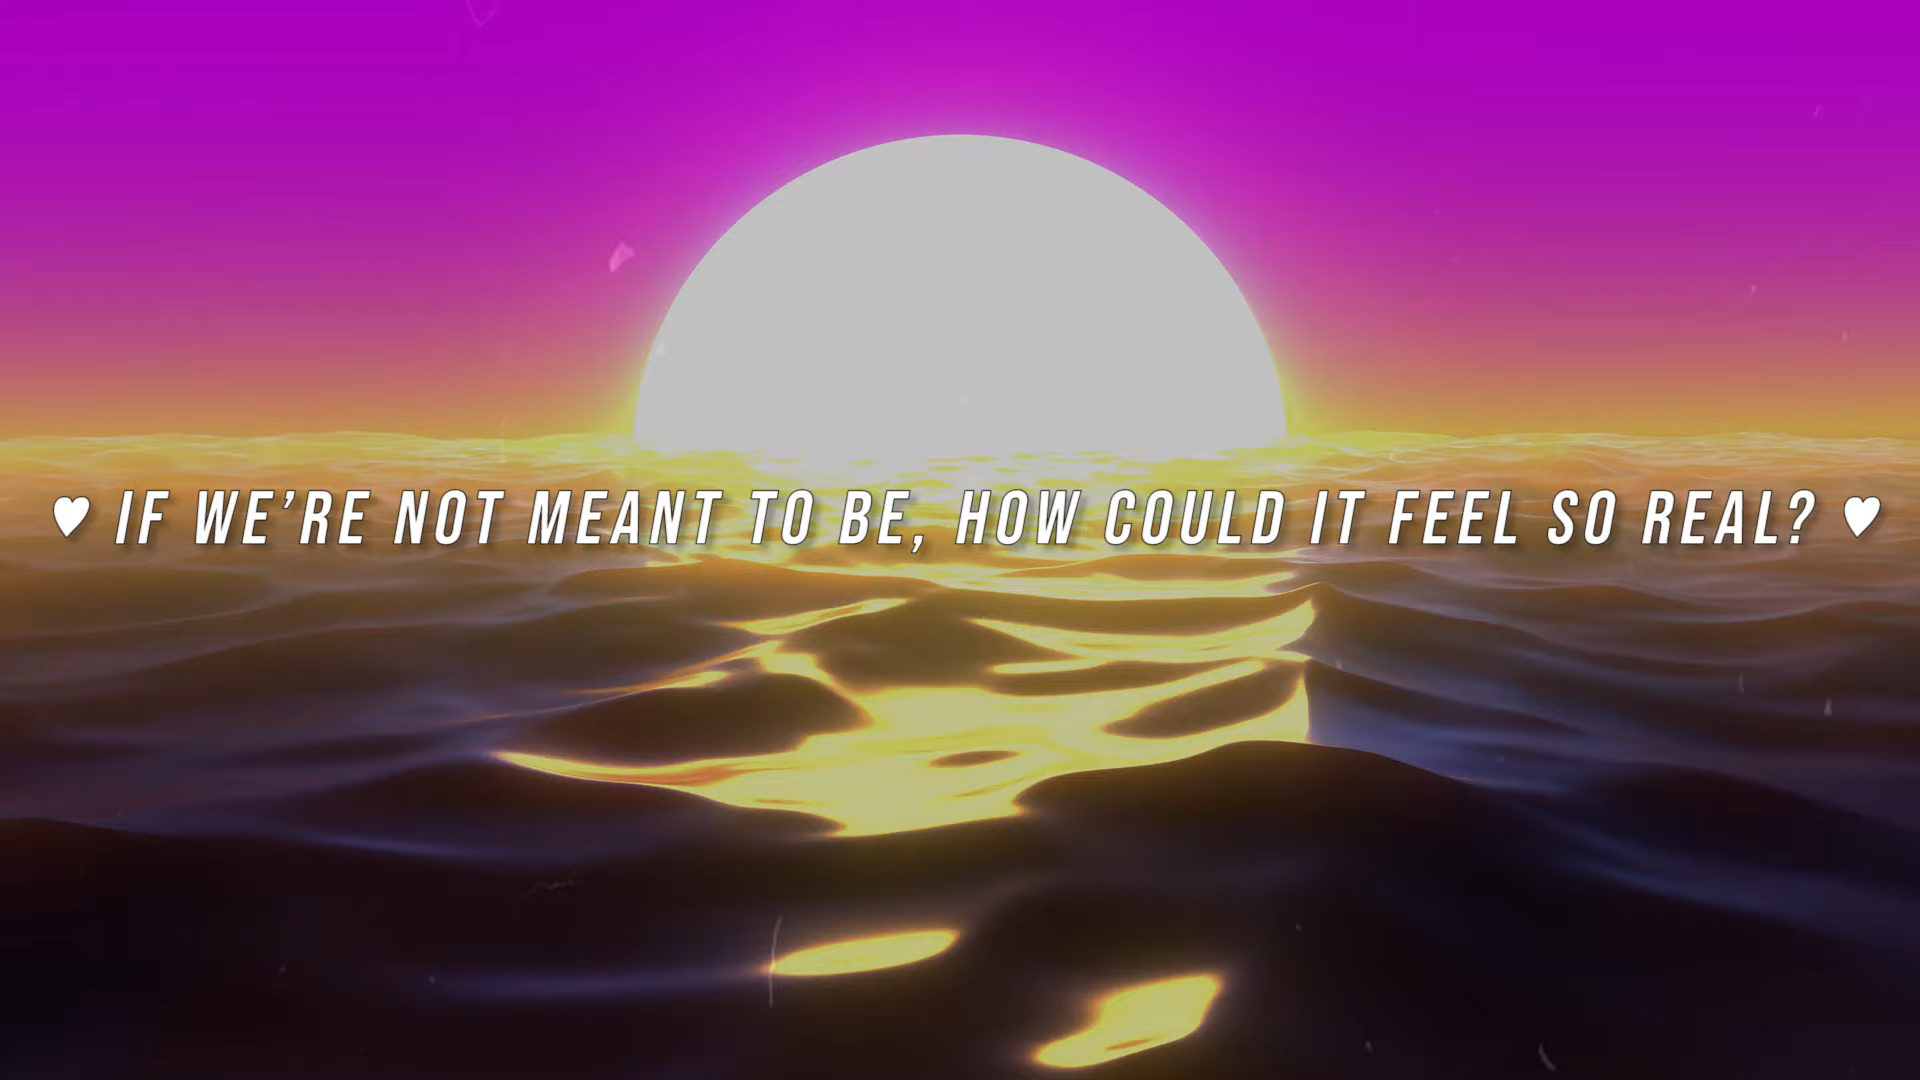 ♥ IF WE’RE NOT MEANT TO BE, HOW COULD IT FEEL SO REAL? ♥